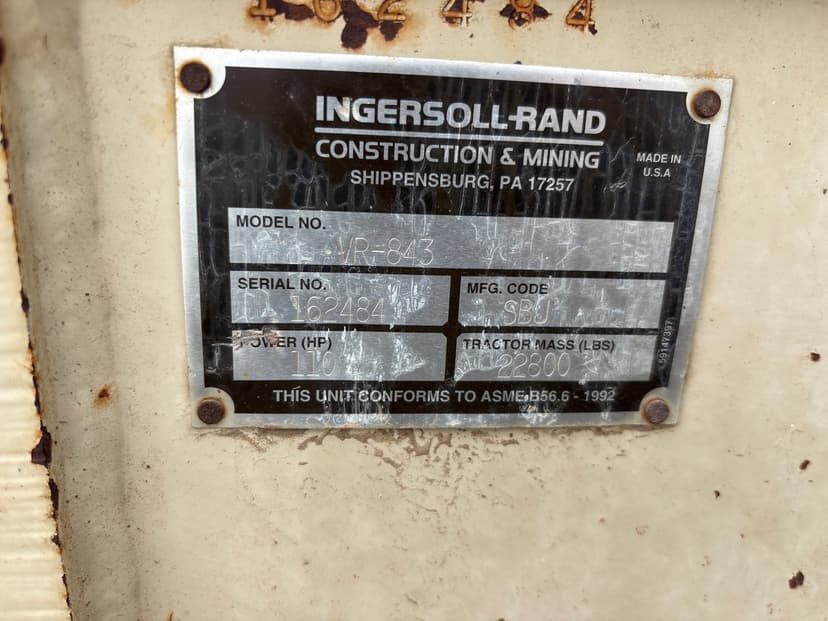 162484
INGERSOLL-RAND
CONSTRUCTION & MINING
SHIPPENSBURG, PA 17257
MADE IN
U.S.A
MODEL NO.
VR-843
SERIAL NO.
162484
MFG. CODE
SBU
POWER (HP)
110
TRACTOR MASS (LBS)
22800
59147397
THIS UNIT CONFORMS TO ASME B56.6 - 1992